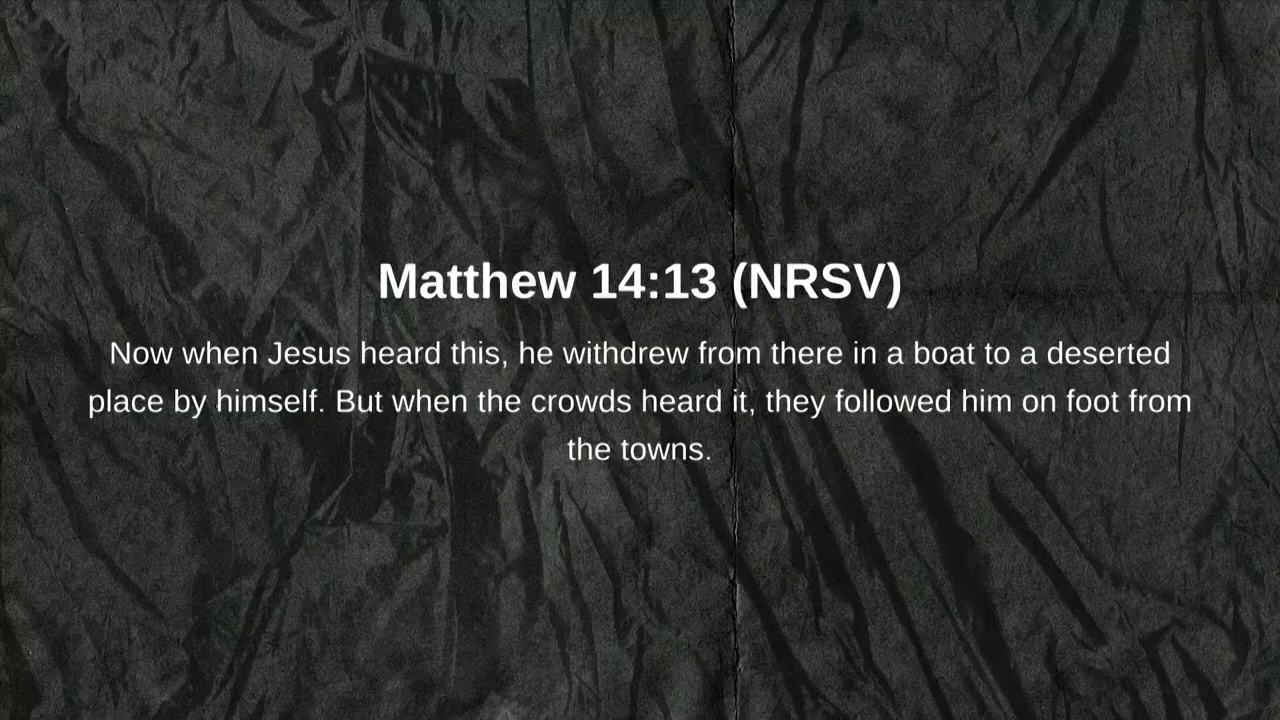 Matthew 14:13 (NRSV)
Now when Jesus heard this, he withdrew from there in a boat to a deserted
place by himself. But when the crowds heard it, they followed him on foot from
the towns.